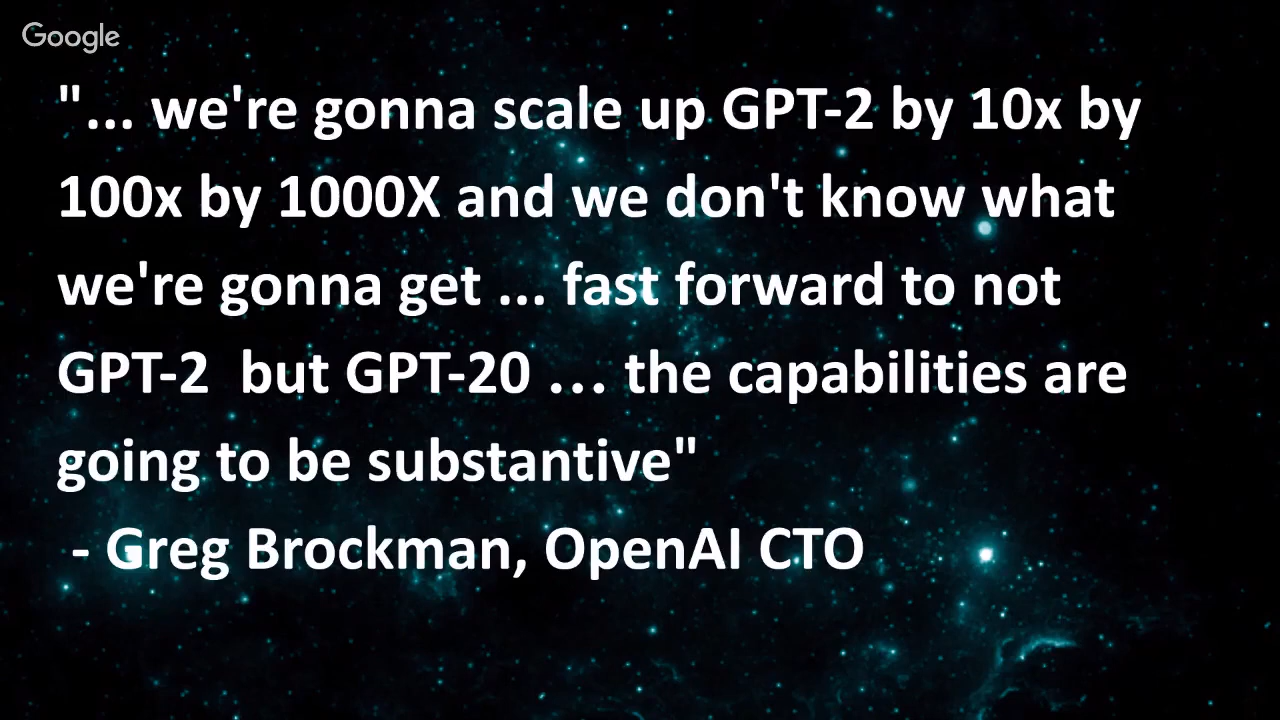 Google
"... we're gonna scale up GPT-2 by 10x by
100x by 1000X and we don't know what
we're gonna get ... fast forward to not
GPT-2  but GPT-20 ... the capabilities are
going to be substantive"
- Greg Brockman, OpenAI CTO